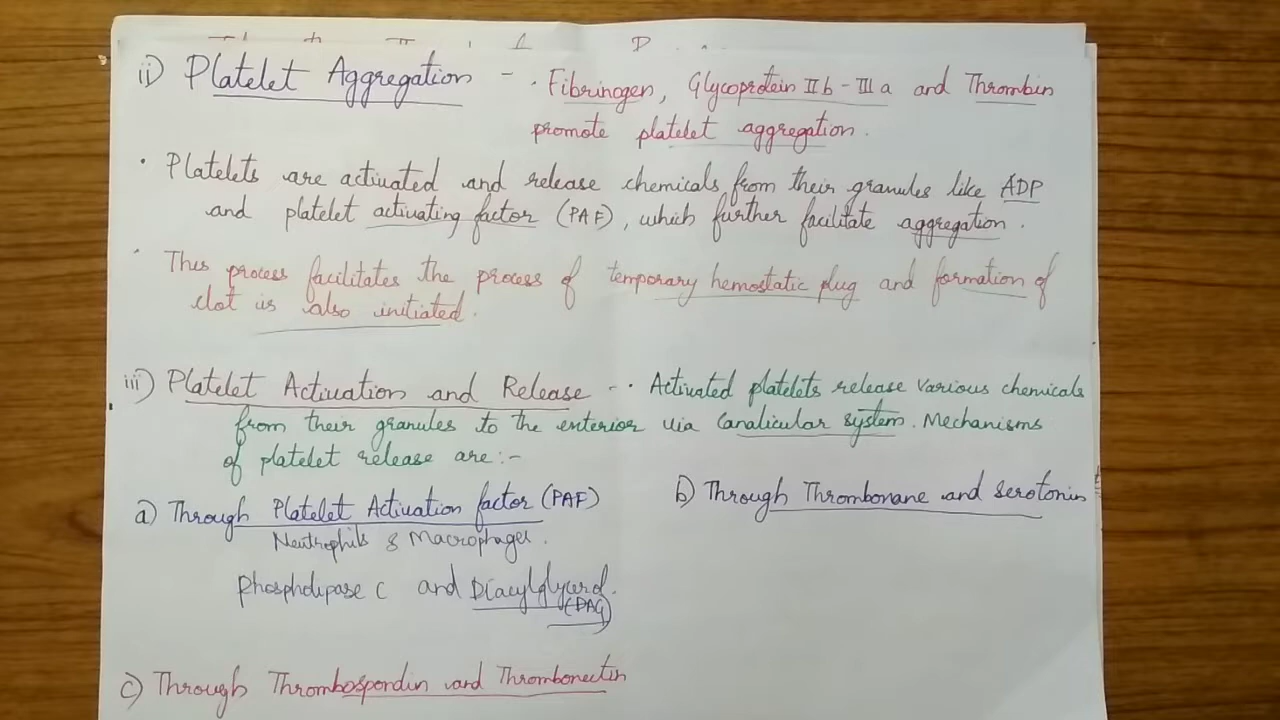 ii) Platelet Aggregation - · Fibrinogen, Glycoprotein IIb - IIIa and Thrombin
promote platelet aggregation.
· Platelets are activated and release chemicals from their granules like ADP
and platelet activating factor (PAF), which further facilitate aggregation.
· This process facilitates the process of temporary hemostatic plug and formation of
clot is also initiated.
iii) Platelet Activation and Release - · Activated platelets release various chemicals
from their granules to the exterior via Canalicular system. Mechanisms
of platelet release are:-
a) Through Platelet Activation factor (PAF)
Neutrophils & Macrophages.
Phospholipase C and Diacylglycerol.
(DAG)
b) Through Thromboxane and Serotonin
c) Through Thrombospondin and Thrombonectin